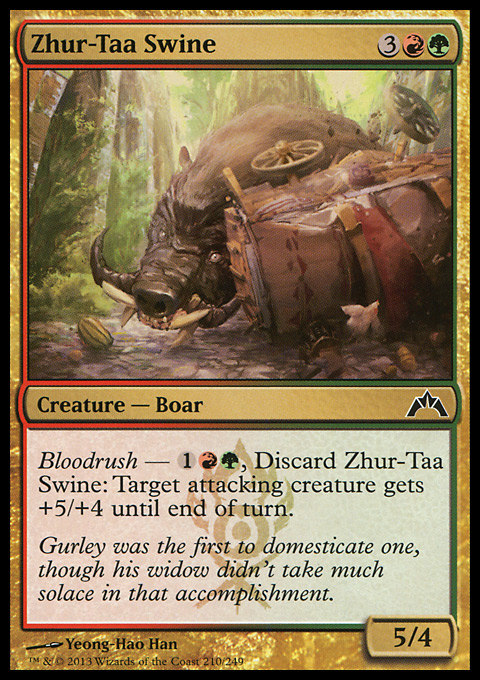 Zhur-Taa Swine 3
Creature — Boar
Bloodrush — 1, Discard Zhur-Taa
Swine: Target attacking creature gets
+5/+4 until end of turn.
Gurley was the first to domesticate one,
though his widow didn't take much
solace in that accomplishment.
5/4
Yeong-Hao Han
™ & © 2013 Wizards of the Coast 210/249